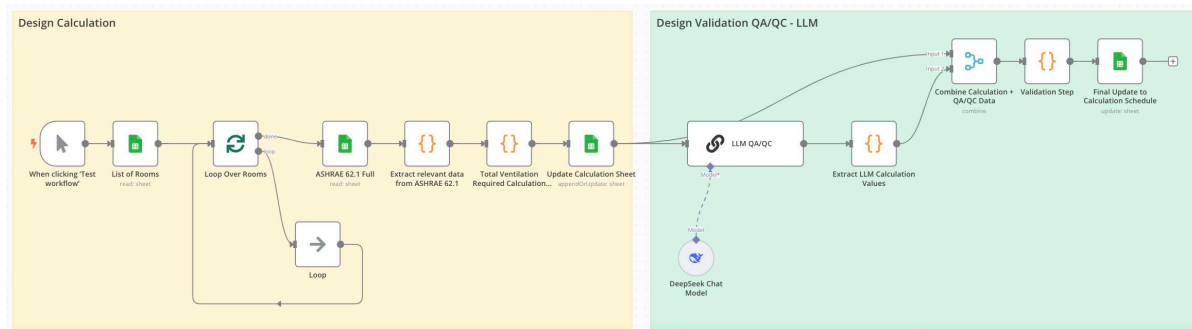 Design Calculation
Design Validation QA/QC - LLM
Input 1
Input 2
Combine Calculation +
QA/QC Data
combine
Validation Step
Final Update to
Calculation Schedule
update: sheet
When clicking 'Test
workflow'
List of Rooms
read: sheet
Loop Over Rooms
done
loop
ASHRAE 62.1 Full
read: sheet
Extract relevant data
from ASHRAE 62.1
Total Ventilation
Required Calculation...
Update Calculation Sheet
appendOrUpdate: sheet
LLM QA/QC
Model*
Extract LLM Calculation
Values
Loop
Model
DeepSeek Chat
Model